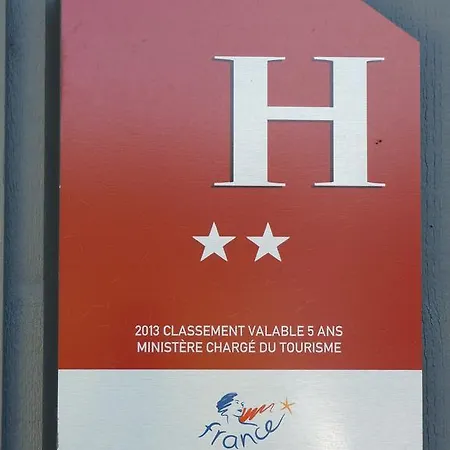 H
2013 CLASSEMENT VALABLE 5 ANS
MINISTÈRE CHARGÉ DU TOURISME
france